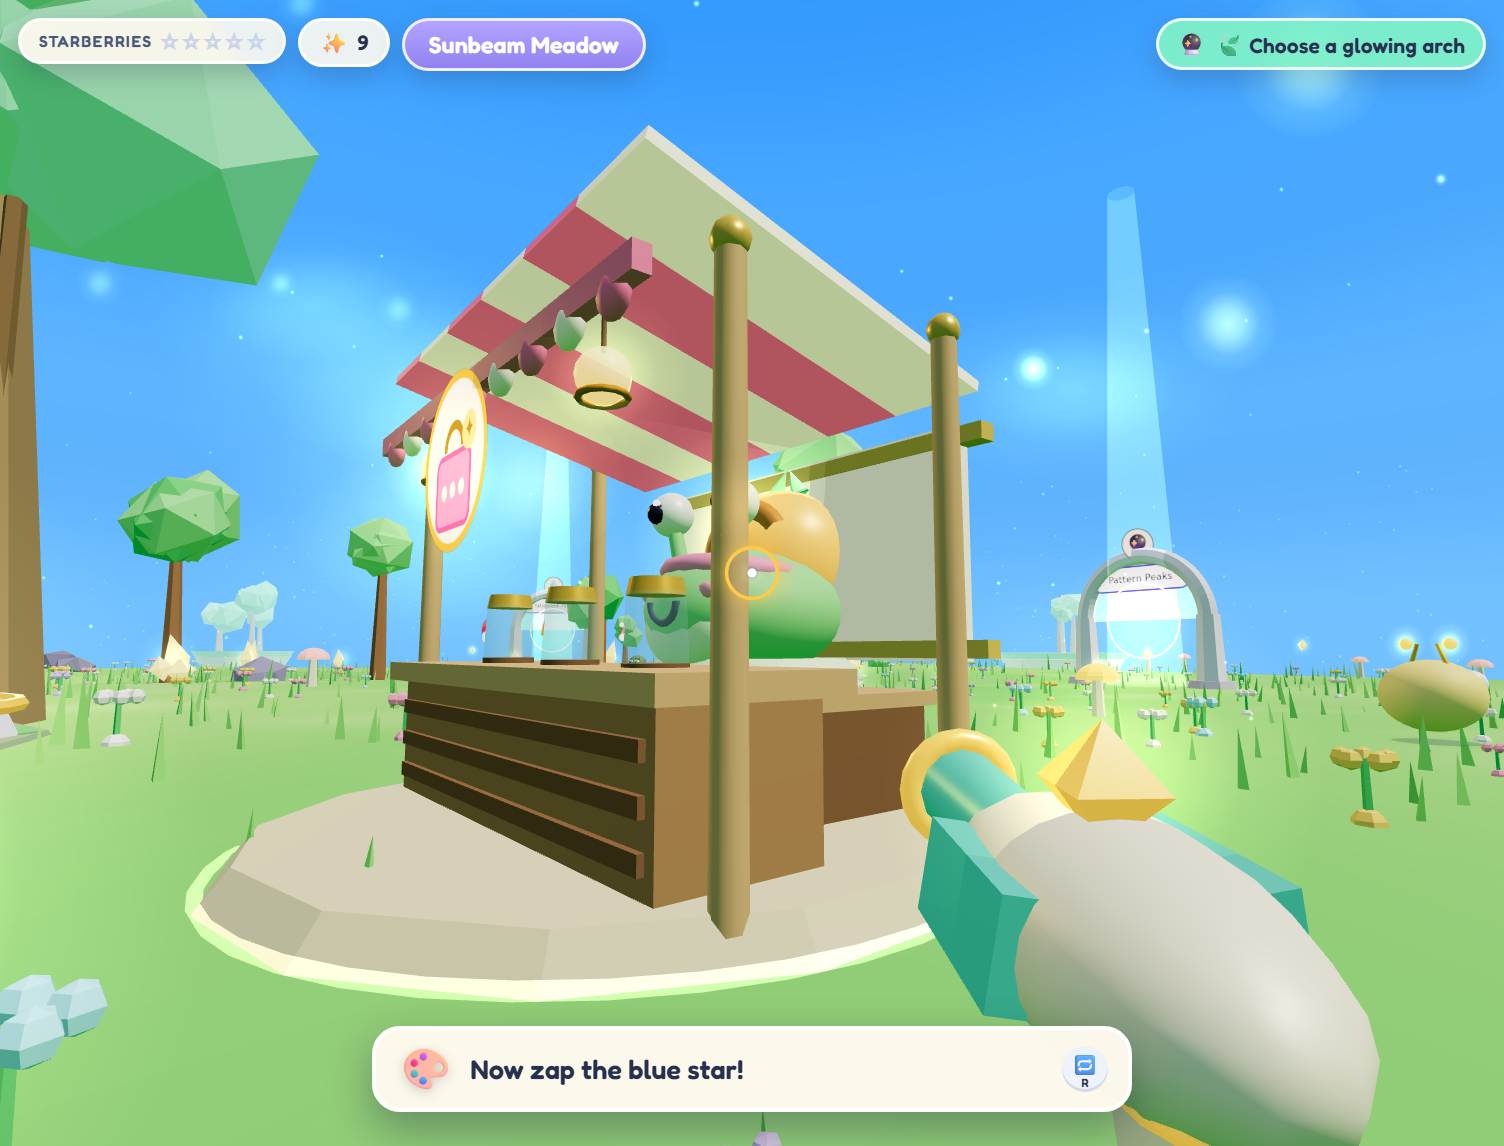 STARBERRIES
9
Sunbeam Meadow
Choose a glowing arch
Pattern Peaks
Now zap the blue star!
R